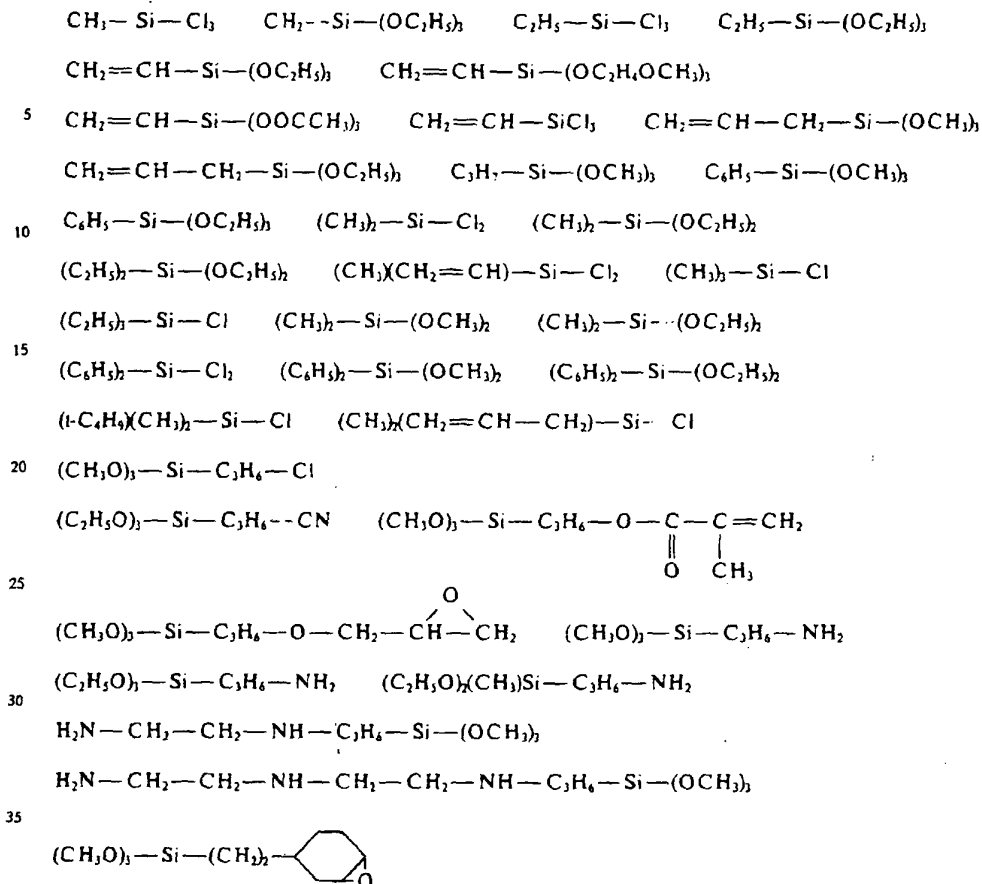 CH₃—Si—Cl₃ CH₂--Si—(OC₂H₅)₃ C₂H₅—Si—Cl₃ C₂H₅—Si—(OC₂H₅)₃
CH₂=CH—Si—(OC₂H₅)₃ CH₂=CH—Si—(OC₂H₄OCH₃)₃
5 CH₂=CH—Si—(OOCCH₃)₃ CH₂=CH—SiCl₃ CH₂=CH—CH₂—Si—(OCH₃)₃
CH₂=CH—CH₂—Si—(OC₂H₅)₃ C₃H₇—Si—(OCH₃)₃ C₆H₅—Si—(OCH₃)₃
10 C₆H₅—Si—(OC₂H₅)₃ (CH₃)₂—Si—Cl₂ (CH₃)₂—Si—(OC₂H₅)₂
(C₂H₅)₂—Si—(OC₂H₅)₂ (CH₃)(CH₂=CH)—Si—Cl₂ (CH₃)₃—Si—Cl
(C₂H₅)₃—Si—Cl (CH₃)₂—Si—(OCH₃)₂ (CH₃)₂—Si--(OC₂H₅)₂
15 (C₆H₅)₂—Si—Cl₂ (C₆H₅)₂—Si—(OCH₃)₂ (C₆H₅)₂—Si—(OC₂H₅)₂
(t-C₄H₉)(CH₃)₂—Si—Cl (CH₃)₂(CH₂=CH—CH₂)—Si- Cl
20 (CH₃O)₃—Si—C₃H₆—Cl
(C₂H₅O)₃—Si—C₃H₆--CN (CH₃O)₃—Si—C₃H₆—O—C—C=CH₂
O CH₃
25 O
(CH₃O)₃—Si—C₃H₆—O—CH₂—CH—CH₂ (CH₃O)₃—Si—C₃H₆—NH₂
(C₂H₅O)₃—Si—C₃H₆—NH₂ (C₂H₅O)₂(CH₃)Si—C₃H₆—NH₂
30 H₂N—CH₂—CH₂—NH—C₃H₆—Si—(OCH₃)₃
H₂N—CH₂—CH₂—NH—CH₂—CH₂—NH—C₃H₆—Si—(OCH₃)₃
35
(CH₃O)₃—Si—(CH₂)₂—
O